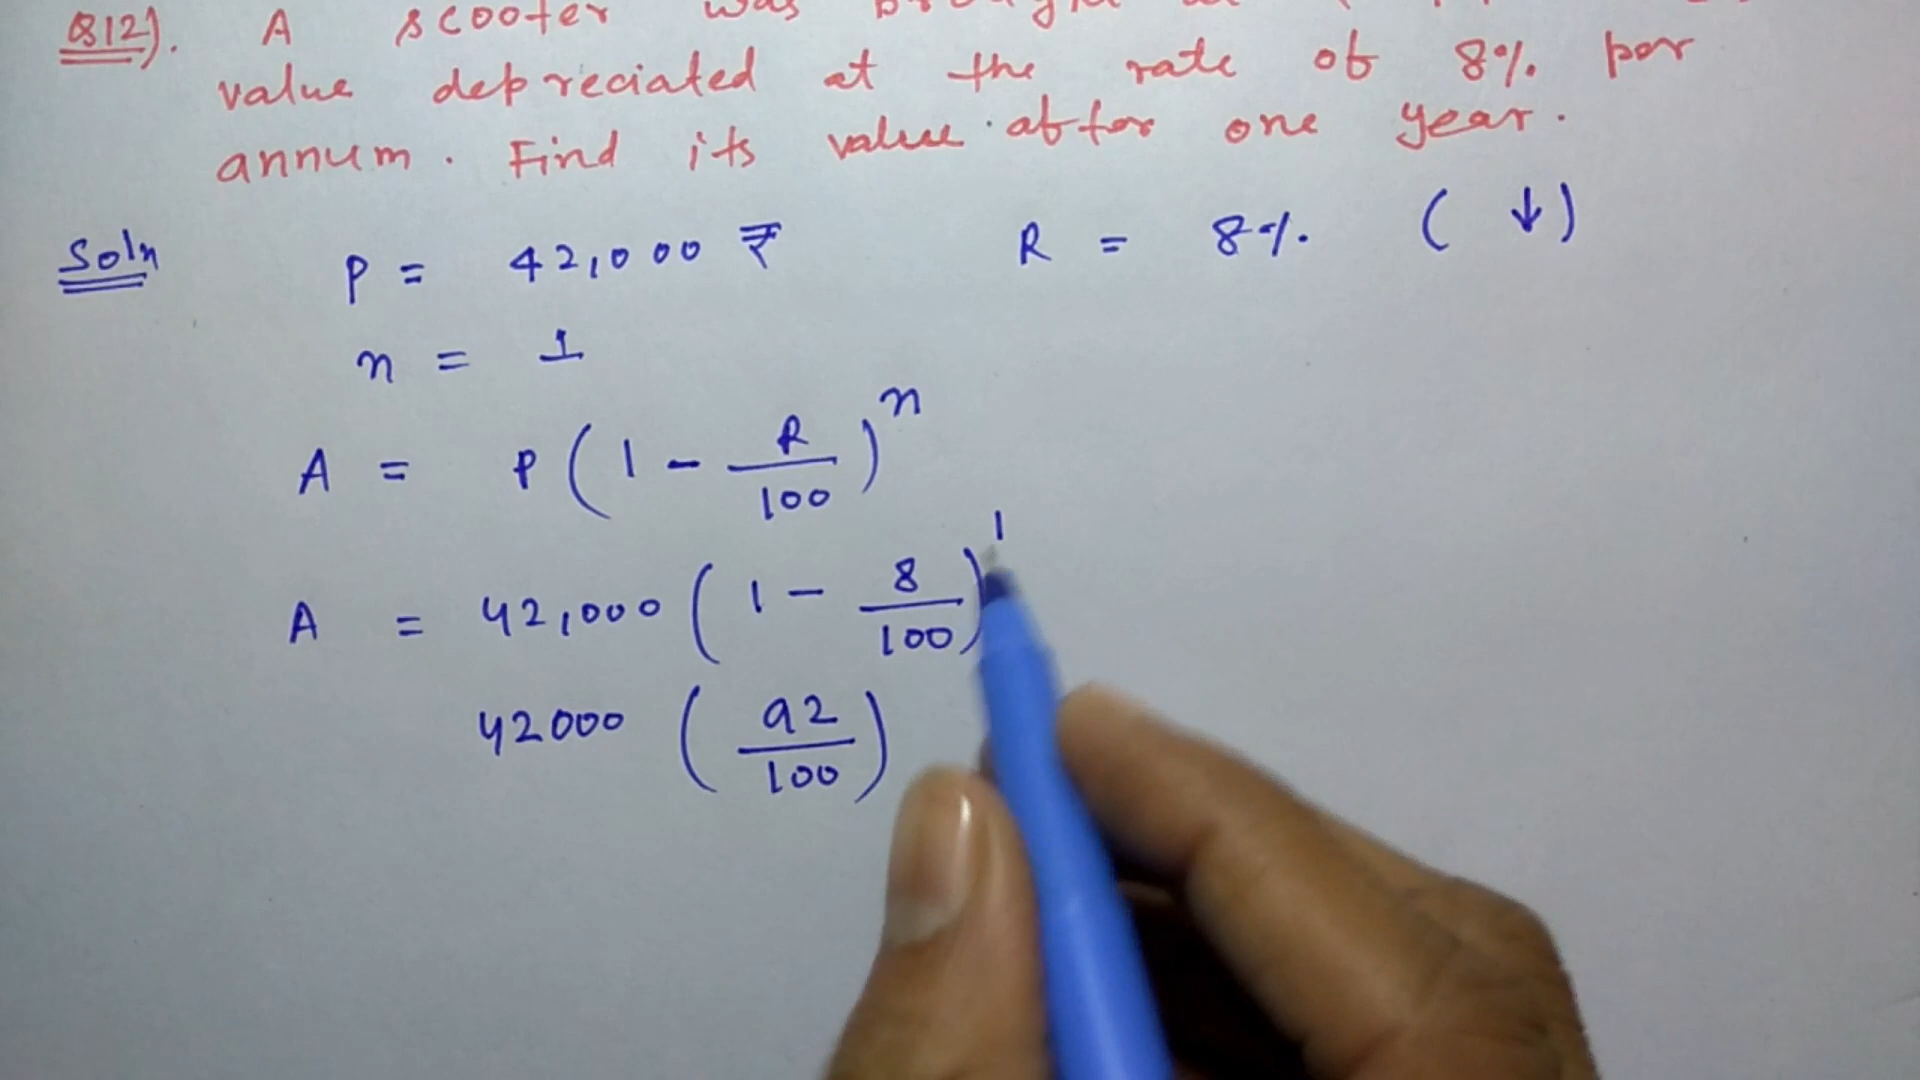 Q12). A scooter was
value depreciated at the rate of 8% per
annum. Find its value after one year.
Soln P = 42,000 ₹ R = 8% ( ↓ )
n = 1
A = P ( 1 - R/100 )^n
A = 42,000 ( 1 - 8/100 )^1
42000 ( 92/100 )